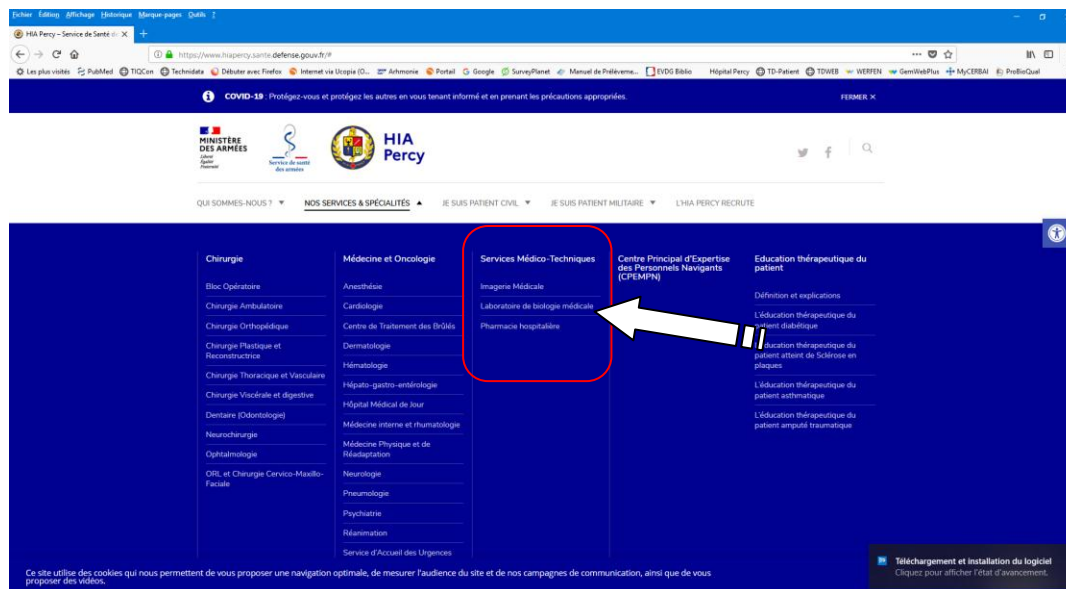 Fichier Édition Affichage Historique Marque-pages Outils ?
HIA Percy – Service de Santé d
https://www.hiapercy.sante.defense.gouv.fr/#
Les plus visités PubMed TIQCon Technidata Débuter avec Firefox Internet via Ucopia (O... Arhmonie Portail Google SurveyPlanet Manuel de Prélèveme... EVDG Biblio Hôpital Percy TD-Patient TDWEB WERFEN GemWebPlus MyCERBAl ProBioQual
COVID-19 : Protégez-vous et protégez les autres en vous tenant informé et en prenant les précautions appropriées.
FERMER ×
MINISTÈRE
DES ARMÉES
Liberté
Égalité
Fraternité
Service de santé
des armées
HIA
Percy
QUI SOMMES-NOUS ? ▼ NOS SERVICES & SPÉCIALITÉS ▲ JE SUIS PATIENT CIVIL ▼ JE SUIS PATIENT MILITAIRE ▼ L'HIA PERCY RECRUTE
Chirurgie
Bloc Opératoire
Chirurgie Ambulatoire
Chirurgie Orthopédique
Chirurgie Plastique et
Reconstructrice
Chirurgie Thoracique et Vasculaire
Chirurgie Viscérale et digestive
Dentaire (Odontologie)
Neurochirurgie
Ophtalmologie
ORL et Chirurgie Cervico-Maxillo-
Faciale
Médecine et Oncologie
Anesthésie
Cardiologie
Centre de Traitement des Brûlés
Dermatologie
Hématologie
Hépato-gastro-entérologie
Hôpital Médical de Jour
Médecine interne et rhumatologie
Médecine Physique et de
Réadaptation
Neurologie
Pneumologie
Psychiatrie
Réanimation
Service d'Accueil des Urgences
Services Médico-Techniques
Imagerie Médicale
Laboratoire de biologie médicale
Pharmacie hospitalière
Centre Principal d'Expertise
des Personnels Navigants
(CPEMPN)
Education thérapeutique du
patient
Définition et explications
L'éducation thérapeutique du
patient diabétique
L'éducation thérapeutique du
patient atteint de Sclérose en
plaques
L'éducation thérapeutique du
patient asthmatique
L'éducation thérapeutique du
patient amputé traumatique
Ce site utilise des cookies qui nous permettent de vous proposer une navigation optimale, de mesurer l'audience du site et de nos campagnes de communication, ainsi que de vous
proposer des vidéos.
Téléchargement et installation du logiciel
Cliquez pour afficher l'état d'avancement.